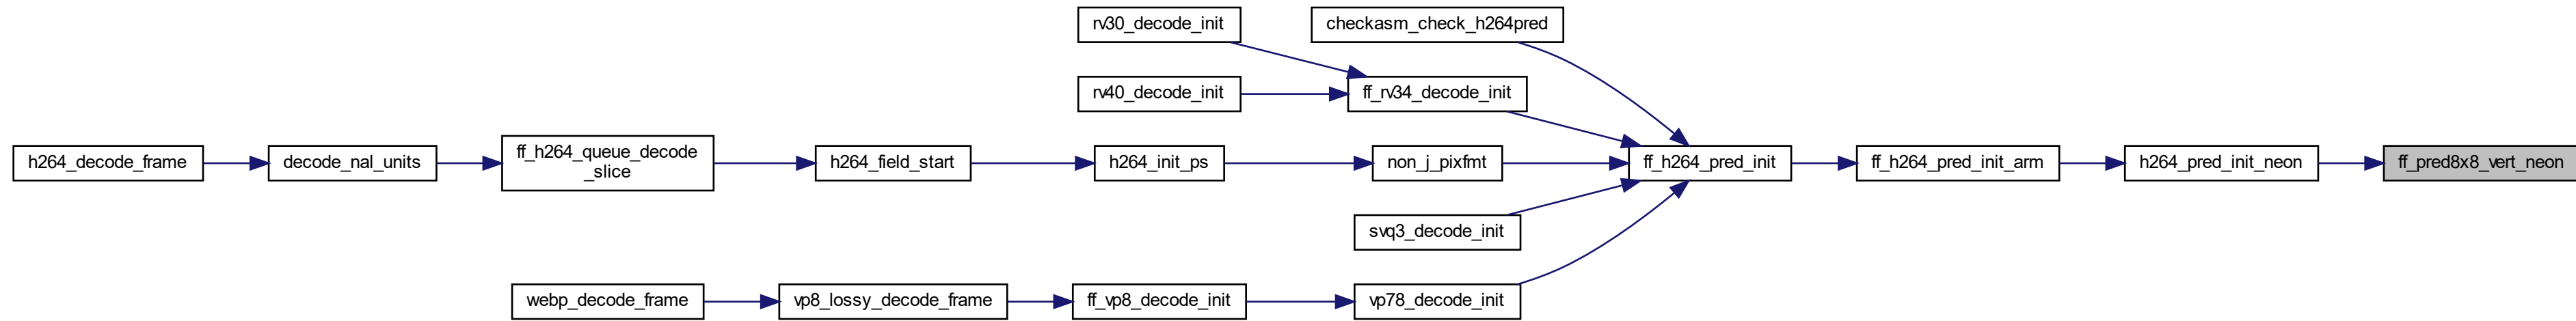 rv30_decode_init
checkasm_check_h264pred
rv40_decode_init
ff_rv34_decode_init
h264_decode_frame
decode_nal_units
ff_h264_queue_decode
_slice
h264_field_start
h264_init_ps
non_j_pixfmt
ff_h264_pred_init
ff_h264_pred_init_arm
h264_pred_init_neon
ff_pred8x8_vert_neon
svq3_decode_init
webp_decode_frame
vp8_lossy_decode_frame
ff_vp8_decode_init
vp78_decode_init